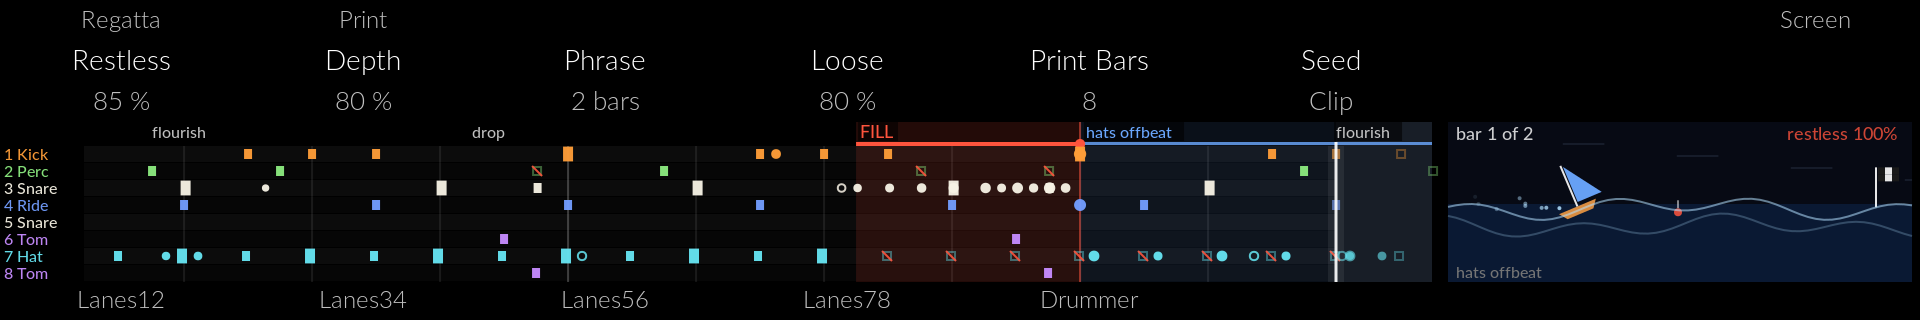 Regatta Print Screen
Restless Depth Phrase Loose Print Bars Seed
85 % 80 % 2 bars 80 % 8 Clip
flourish drop FILL hats offbeat flourish bar 1 of 2 restless 100%
1 Kick
2 Perc
3 Snare
4 Ride
5 Snare
6 Tom
7 Hat
8 Tom
hats offbeat
Lanes12 Lanes34 Lanes56 Lanes78 Drummer